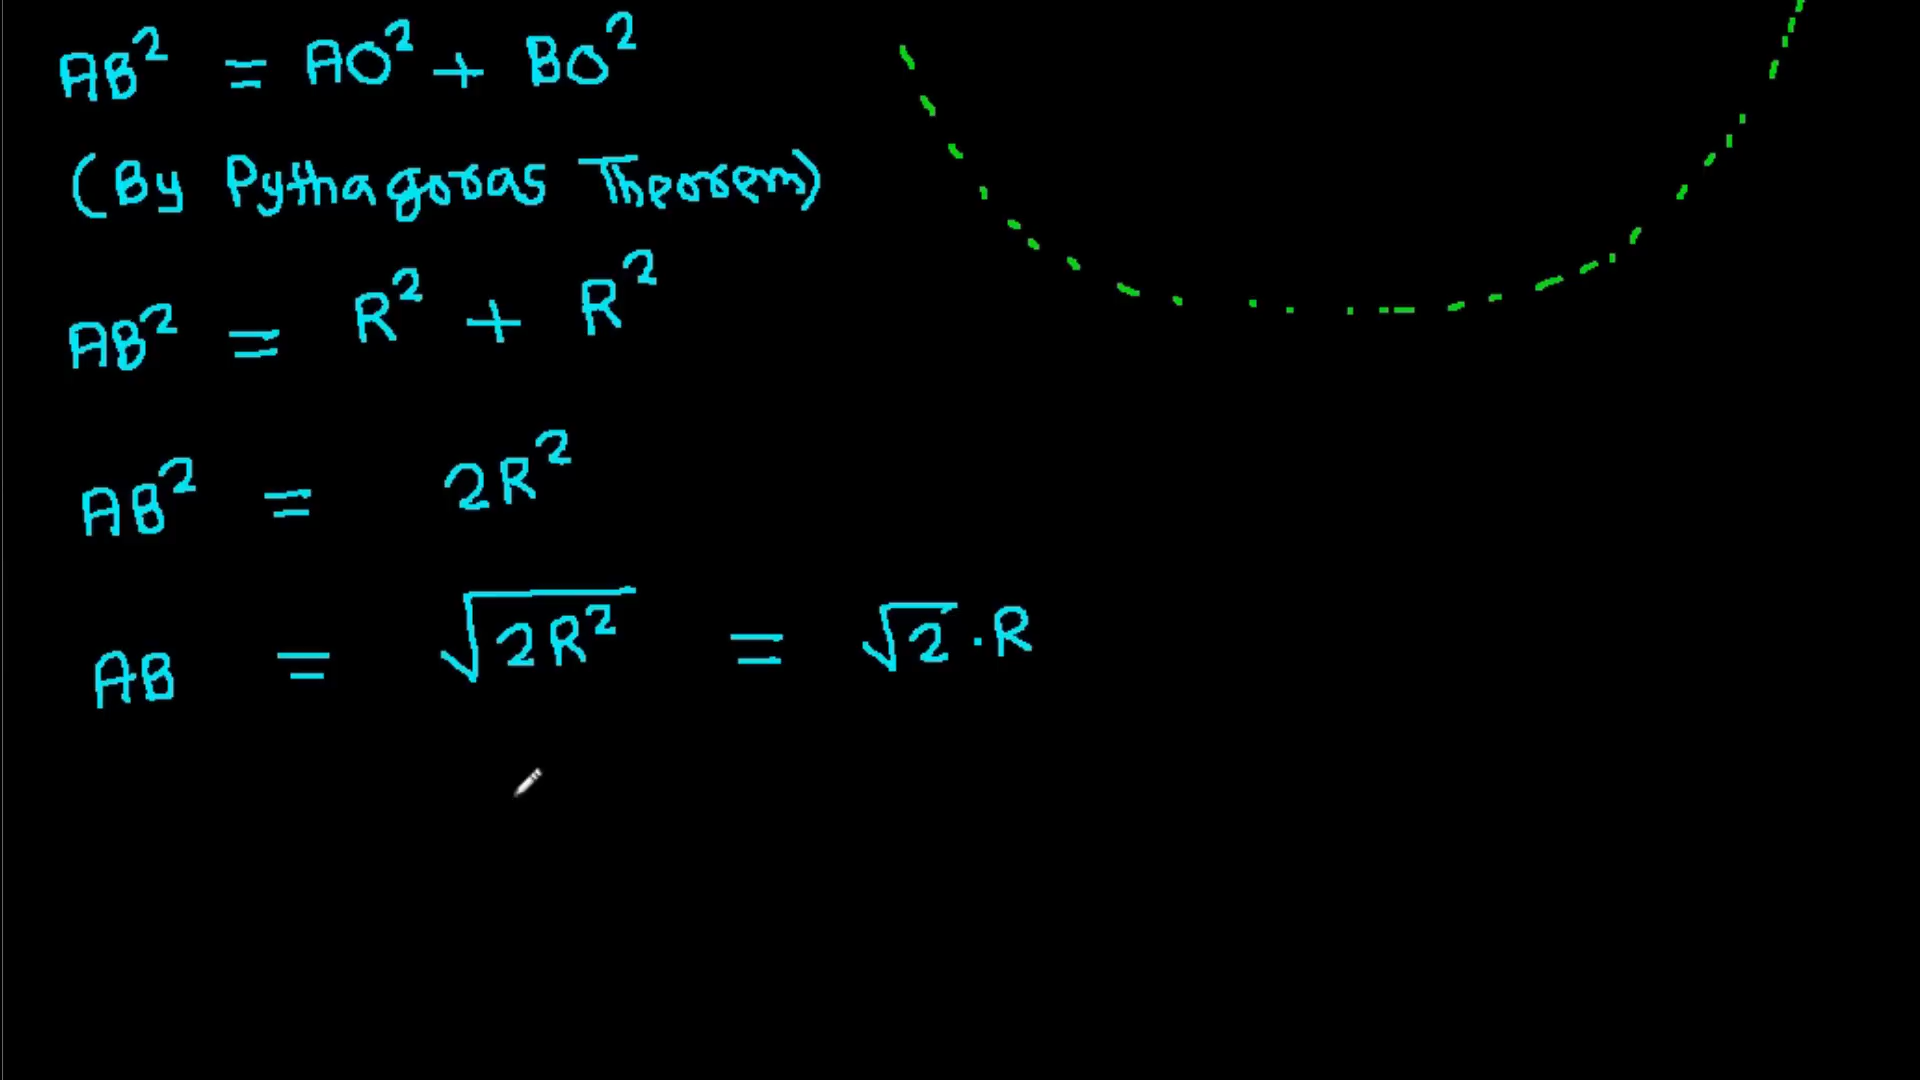 AB² = AO² + BO²
(By Pythagoras Theorem)
AB² = R² + R²
AB² = 2R²
AB = √2R² = √2 · R